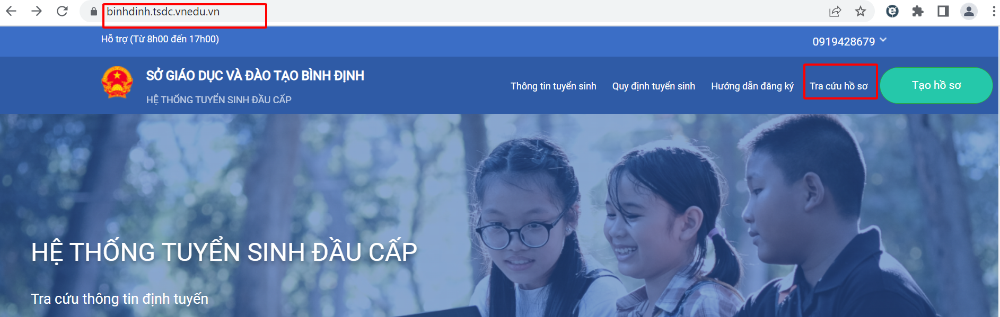 binhdinh.tsdc.vnedu.vn
Hỗ trợ (Từ 8h00 đến 17h00)
0919428679
SỞ GIÁO DỤC VÀ ĐÀO TẠO BÌNH ĐỊNH
HỆ THỐNG TUYỂN SINH ĐẦU CẤP
Thông tin tuyển sinh
Quy định tuyển sinh
Hướng dẫn đăng ký
Tra cứu hồ sơ
Tạo hồ sơ
HỆ THỐNG TUYỂN SINH ĐẦU CẤP
Tra cứu thông tin định tuyến